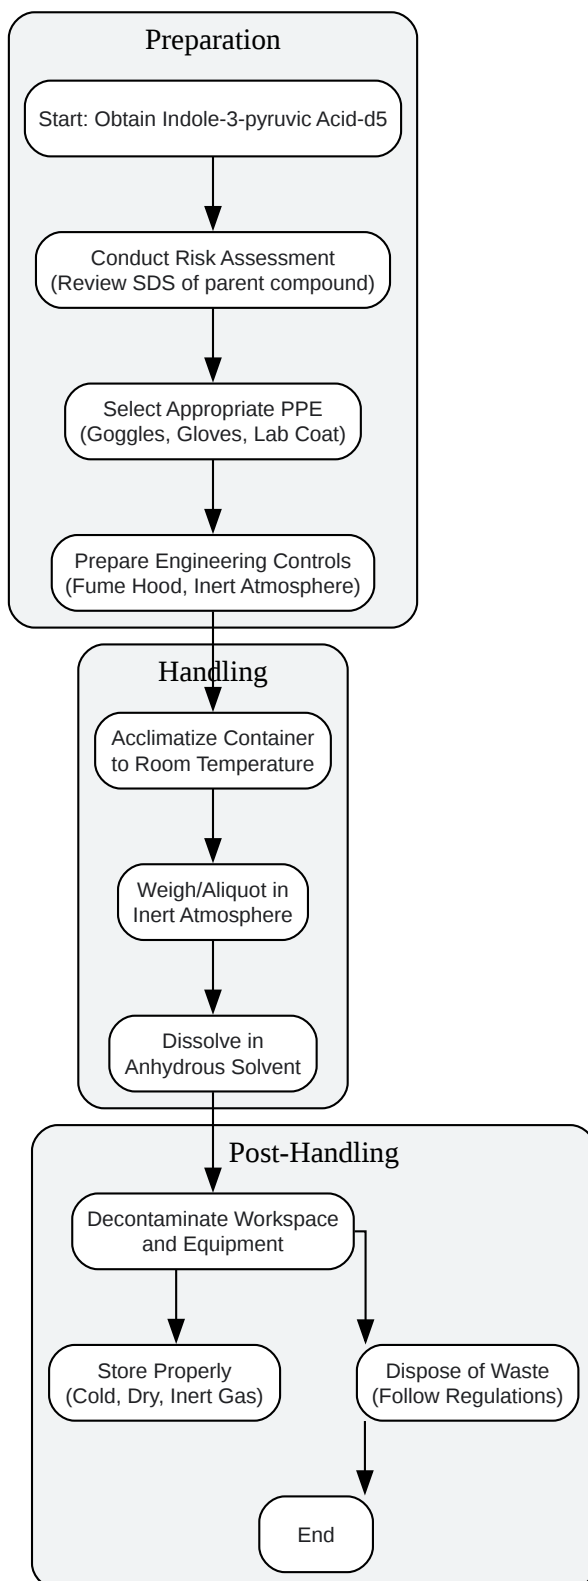 Preparation
Start: Obtain Indole-3-pyruvic Acid-d5
Conduct Risk Assessment
(Review SDS of parent compound)
Select Appropriate PPE
(Goggles, Gloves, Lab Coat)
Prepare Engineering Controls
(Fume Hood, Inert Atmosphere)
Handling
Acclimatize Container
to Room Temperature
Weigh/Aliquot in
Inert Atmosphere
Dissolve in
Anhydrous Solvent
Post-Handling
Decontaminate Workspace
and Equipment
Store Properly
(Cold, Dry, Inert Gas)
Dispose of Waste
(Follow Regulations)
End